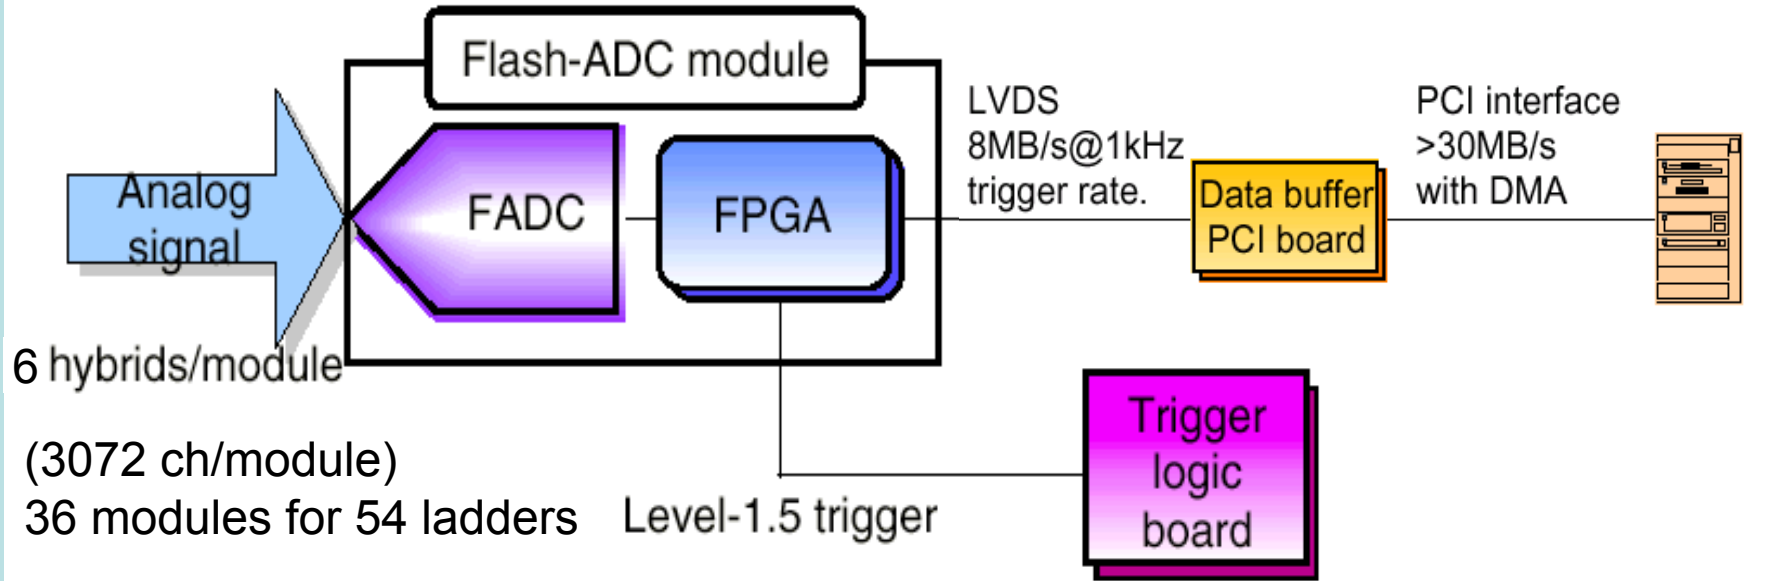 Flash-ADC module
Analog
signal
FADC
FPGA
LVDS
8MB/s@1kHz
trigger rate.
Data buffer
PCI board
PCI interface
>30MB/s
with DMA
6 hybrids/module
(3072 ch/module)
36 modules for 54 ladders
Level-1.5 trigger
Trigger
logic
board